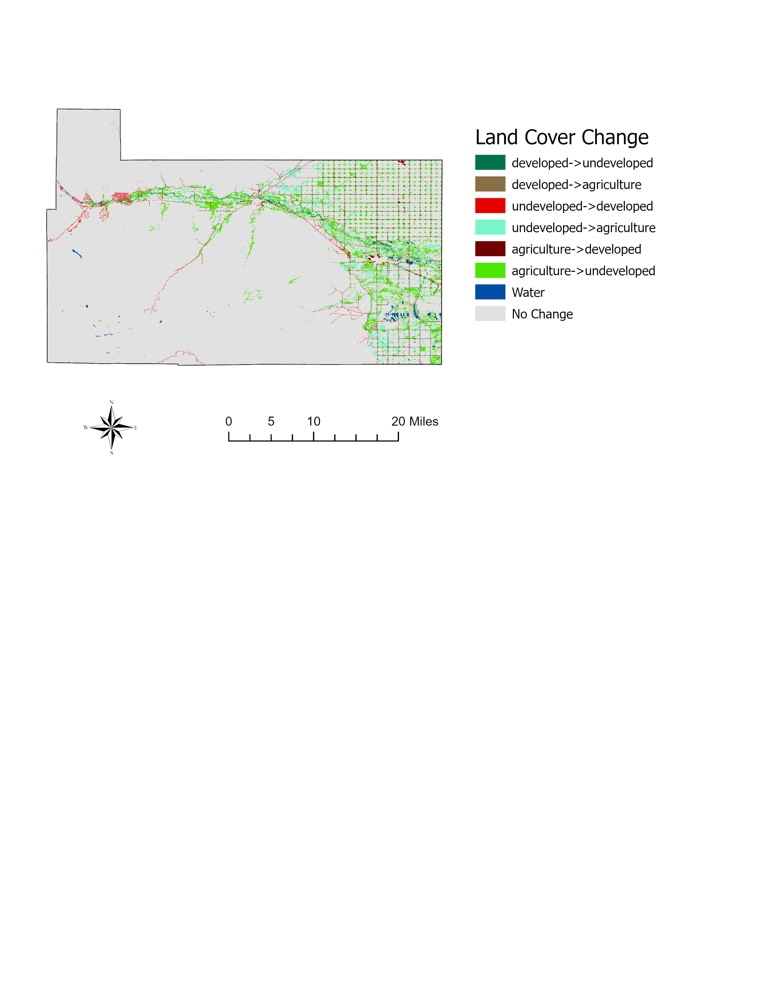 Land Cover Change
developed->undeveloped
developed->agriculture
undeveloped->developed
undeveloped->agriculture
agriculture->developed
agriculture->undeveloped
Water
No Change
N
W E
S
0 5 10 20 Miles